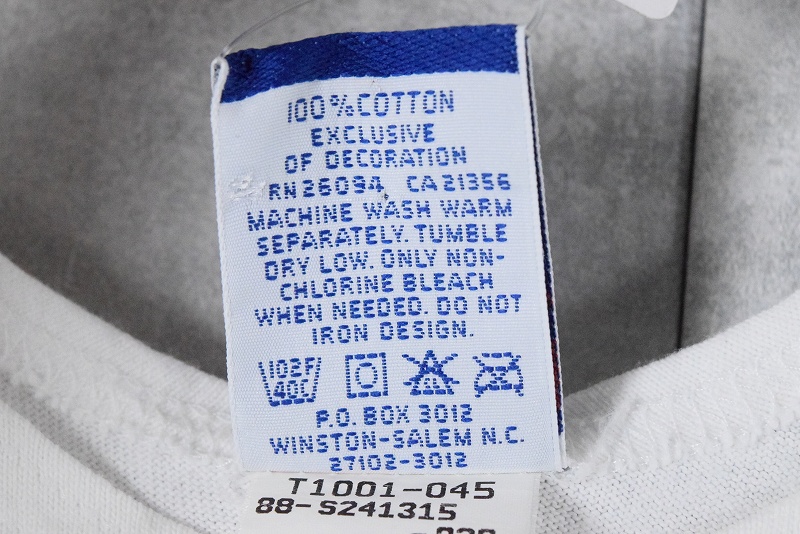 100% COTTON
EXCLUSIVE
OF DECORATION
RN 26094 CA 21356
MACHINE WASH WARM
SEPARATELY. TUMBLE
DRY LOW. ONLY NON-
CHLORINE BLEACH
WHEN NEEDED. DO NOT
IRON DESIGN.
102F
40C
P.O. BOX 3012
WINSTON-SALEM N.C.
27102-3012
T1001-045
88-S241315